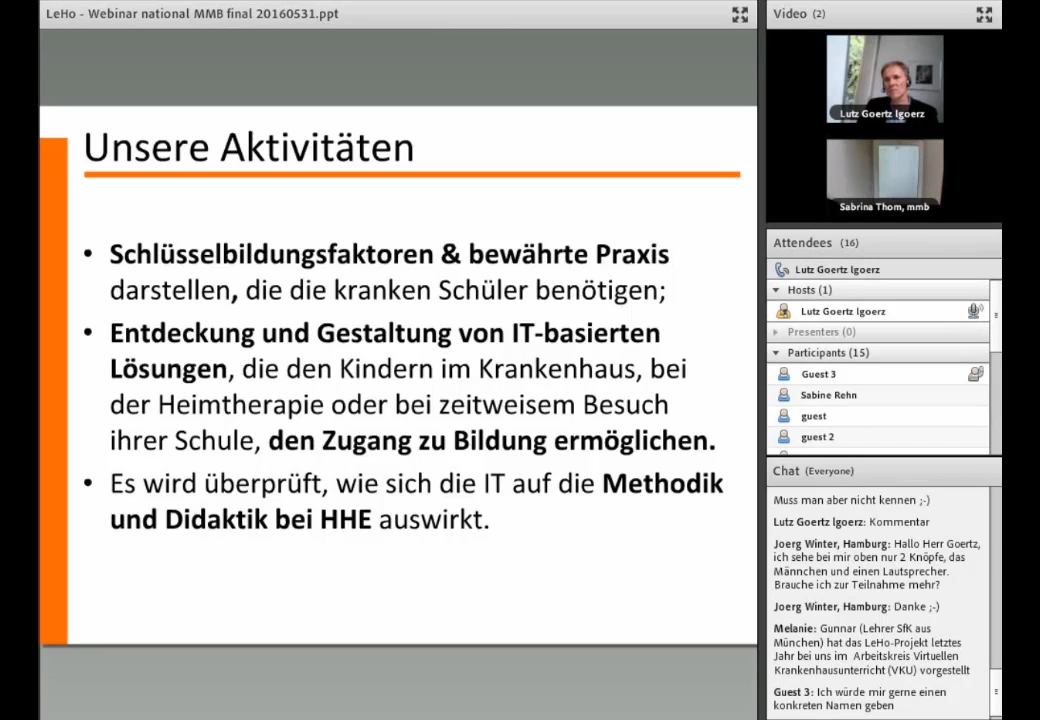 LeHo - Webinar national MMB final 20160531.ppt
Unsere Aktivitäten
• Schlüsselbildungsfaktoren & bewährte Praxis
darstellen, die die kranken Schüler benötigen;
• Entdeckung und Gestaltung von IT-basierten
Lösungen, die den Kindern im Krankenhaus, bei
der Heimtherapie oder bei zeitweisem Besuch
ihrer Schule, den Zugang zu Bildung ermöglichen.
• Es wird überprüft, wie sich die IT auf die Methodik
und Didaktik bei HHE auswirkt.
Video (2)
Lutz Goertz lgoerz
Sabrina Thom, mmb
Attendees (16)
Lutz Goertz lgoerz
Hosts (1)
Lutz Goertz lgoerz
Presenters (0)
Participants (15)
Guest 3
Sabine Rehn
guest
guest 2
Chat (Everyone)
Muss man aber nicht kennen ;-)
Lutz Goertz lgoerz: Kommentar
Joerg Winter, Hamburg: Hallo Herr Goertz,
ich sehe bei mir oben nur 2 Knöpfe, das
Männchen und einen Lautsprecher.
Brauche ich zur Teilnahme mehr?
Joerg Winter, Hamburg: Danke ;-)
Melanie: Gunnar (Lehrer SfK aus
München) hat das LeHo-Projekt letztes
Jahr bei uns im Arbeitskreis Virtuellen
Krankenhausunterricht (VKU) vorgestellt
Guest 3: Ich würde mir gerne einen
konkreten Namen geben